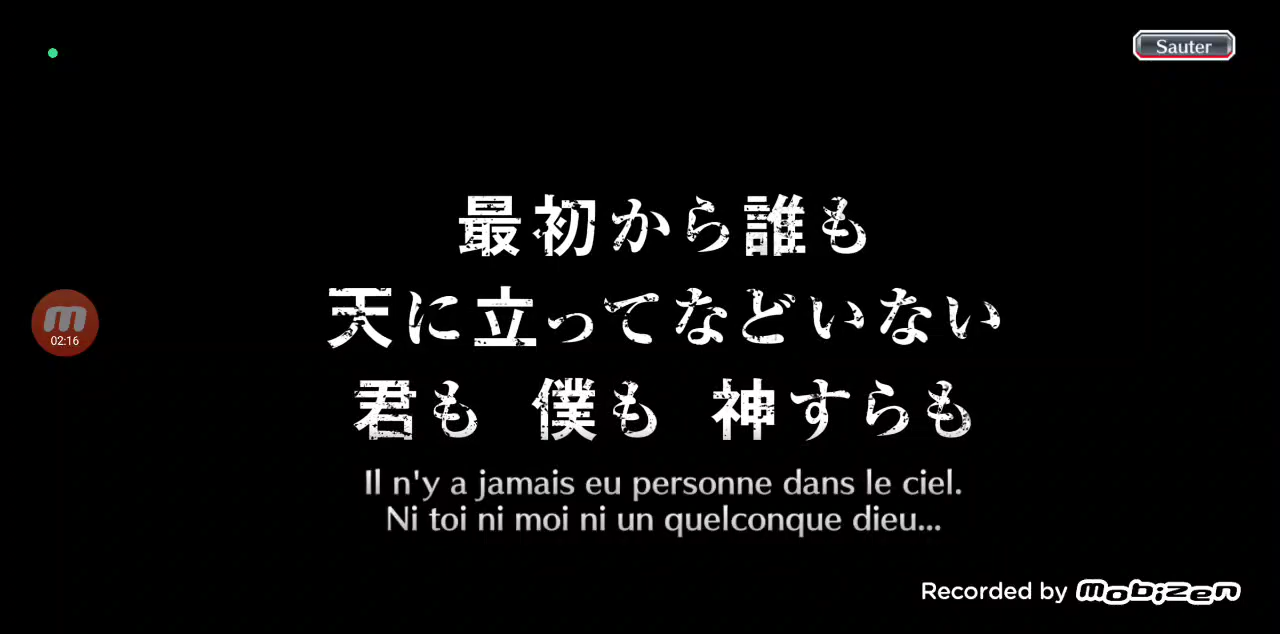 Sauter
最初から誰も
天に立ってなどいない
02:16
君も 僕も 神すらも
Il n'y a jamais eu personne dans le ciel.
Ni toi ni moi ni un quelconque dieu...
Recorded by mobizen